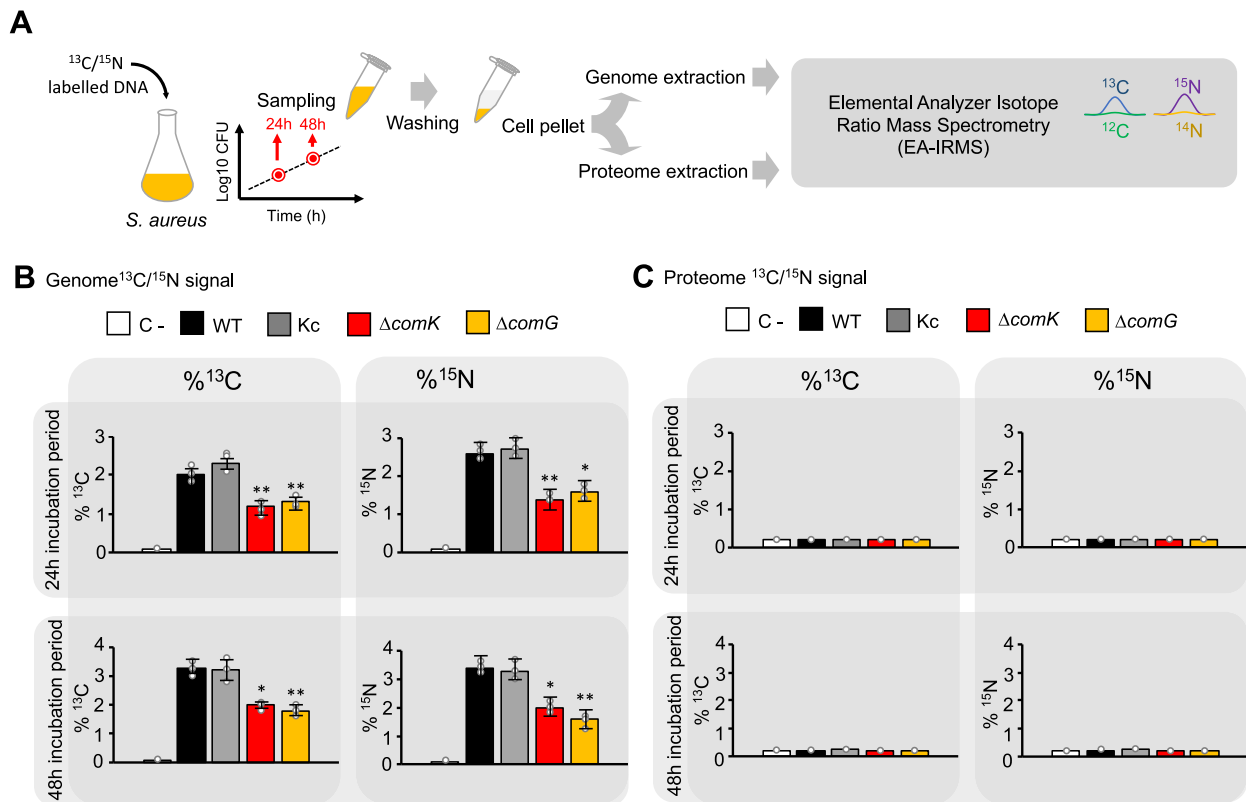 A
¹³C/¹⁵N
labelled DNA
S. aureus
Sampling
24h 48h
Log10 CFU
Time (h)
Washing
Cell pellet
Genome extraction
Proteome extraction
Elemental Analyzer Isotope
Ratio Mass Spectrometry
(EA-IRMS)
¹³C
¹²C
¹⁵N
¹⁴N
B Genome¹³C/¹⁵N signal
C - WT Kc ΔcomK ΔcomG
%¹³C %¹⁵N
24h incubation period
% ¹³C
3
2
1
0
** **
% ¹⁵N
3
2
1
0
** *
48h incubation period
% ¹³C
4
3
2
1
0
* **
% ¹⁵N
4
3
2
1
0
* **
C Proteome ¹³C/¹⁵N signal
C - WT Kc ΔcomK ΔcomG
%¹³C %¹⁵N
24h incubation period
% ¹³C
3
2
1
0
% ¹⁵N
3
2
1
0
48h incubation period
% ¹³C
4
3
2
1
0
% ¹⁵N
4
3
2
1
0